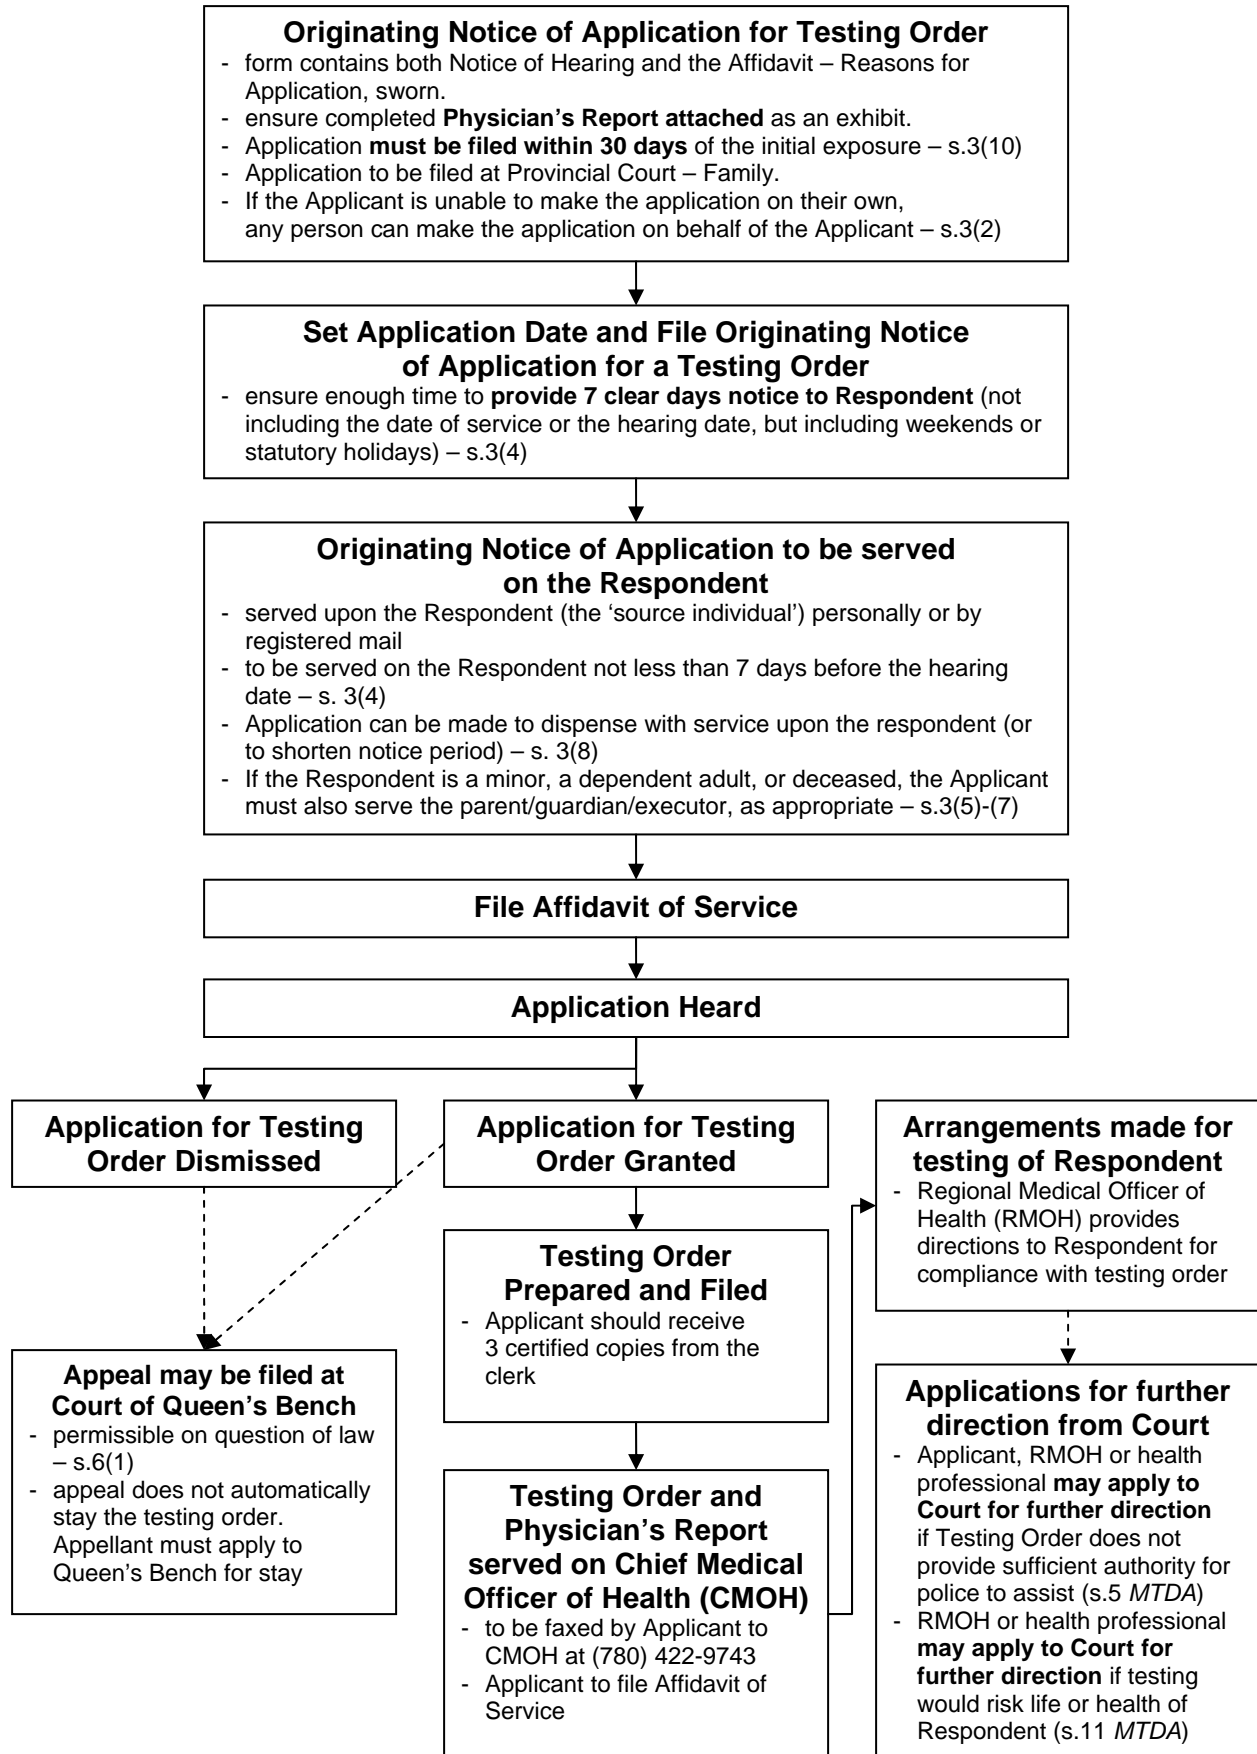 Originating Notice of Application for Testing Order
- form contains both Notice of Hearing and the Affidavit – Reasons for
Application, sworn.
- ensure completed Physician’s Report attached as an exhibit.
- Application must be filed within 30 days of the initial exposure – s.3(10)
- Application to be filed at Provincial Court – Family.
- If the Applicant is unable to make the application on their own,
any person can make the application on behalf of the Applicant – s.3(2)
Set Application Date and File Originating Notice
of Application for a Testing Order
- ensure enough time to provide 7 clear days notice to Respondent (not
including the date of service or the hearing date, but including weekends or
statutory holidays) – s.3(4)
Originating Notice of Application to be served
on the Respondent
- served upon the Respondent (the ‘source individual’) personally or by
registered mail
- to be served on the Respondent not less than 7 days before the hearing
date – s. 3(4)
- Application can be made to dispense with service upon the respondent (or
to shorten notice period) – s. 3(8)
- If the Respondent is a minor, a dependent adult, or deceased, the Applicant
must also serve the parent/guardian/executor, as appropriate – s.3(5)-(7)
File Affidavit of Service
Application Heard
Application for Testing
Order Dismissed
Appeal may be filed at
Court of Queen’s Bench
- permissible on question of law
– s.6(1)
- appeal does not automatically
stay the testing order.
Appellant must apply to
Queen’s Bench for stay
Application for Testing
Order Granted
Testing Order
Prepared and Filed
- Applicant should receive
3 certified copies from the
clerk
Testing Order and
Physician’s Report
served on Chief Medical
Officer of Health (CMOH)
- to be faxed by Applicant to
CMOH at (780) 422-9743
- Applicant to file Affidavit of
Service
Arrangements made for
testing of Respondent
- Regional Medical Officer of
Health (RMOH) provides
directions to Respondent for
compliance with testing order
Applications for further
direction from Court
- Applicant, RMOH or health
professional may apply to
Court for further direction
if Testing Order does not
provide sufficient authority for
police to assist (s.5 MTDA)
- RMOH or health professional
may apply to Court for
further direction if testing
would risk life or health of
Respondent (s.11 MTDA)